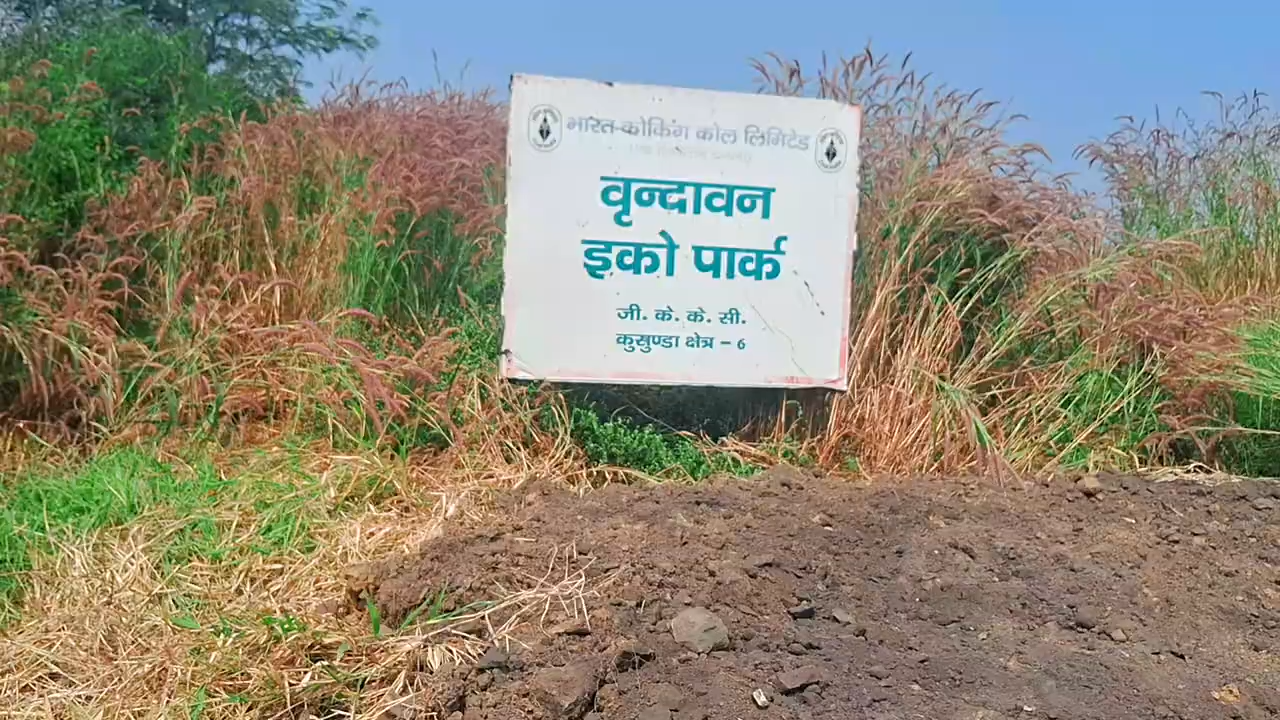 भारत कोकिंग कोल लिमिटेड
वृन्दावन
इको पार्क
जी. के. के. सी.
कुसुण्डा क्षेत्र – 6